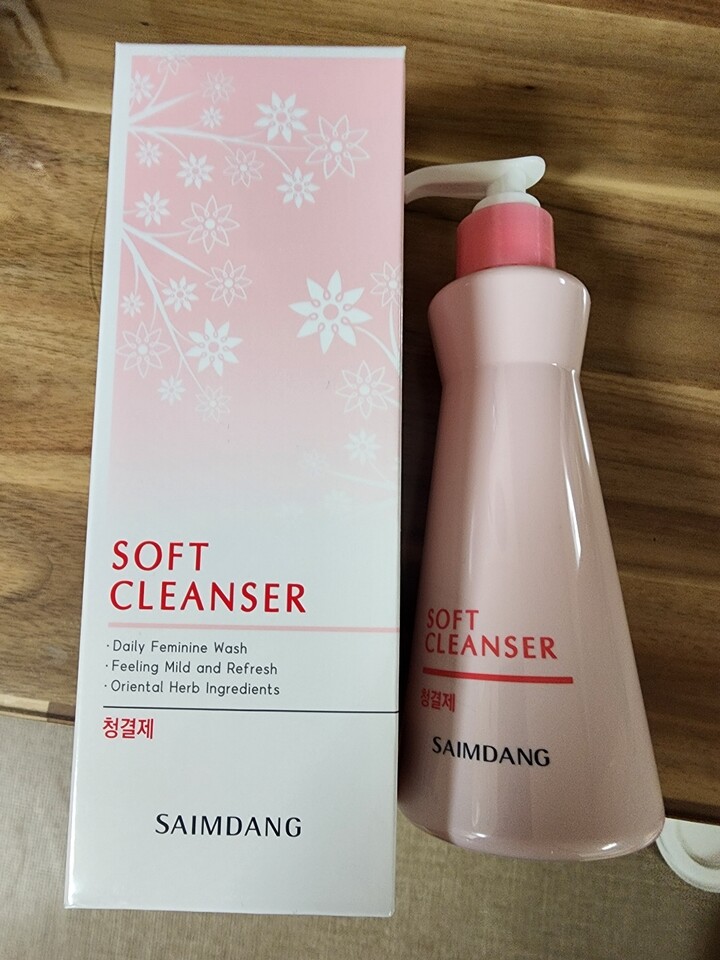 SOFT
CLEANSER
·Daily Feminine Wash
·Feeling Mild and Refresh
·Oriental Herb Ingredients
청결제
SAIMDANG
SOFT
CLEANSER
청결제
SAIMDANG